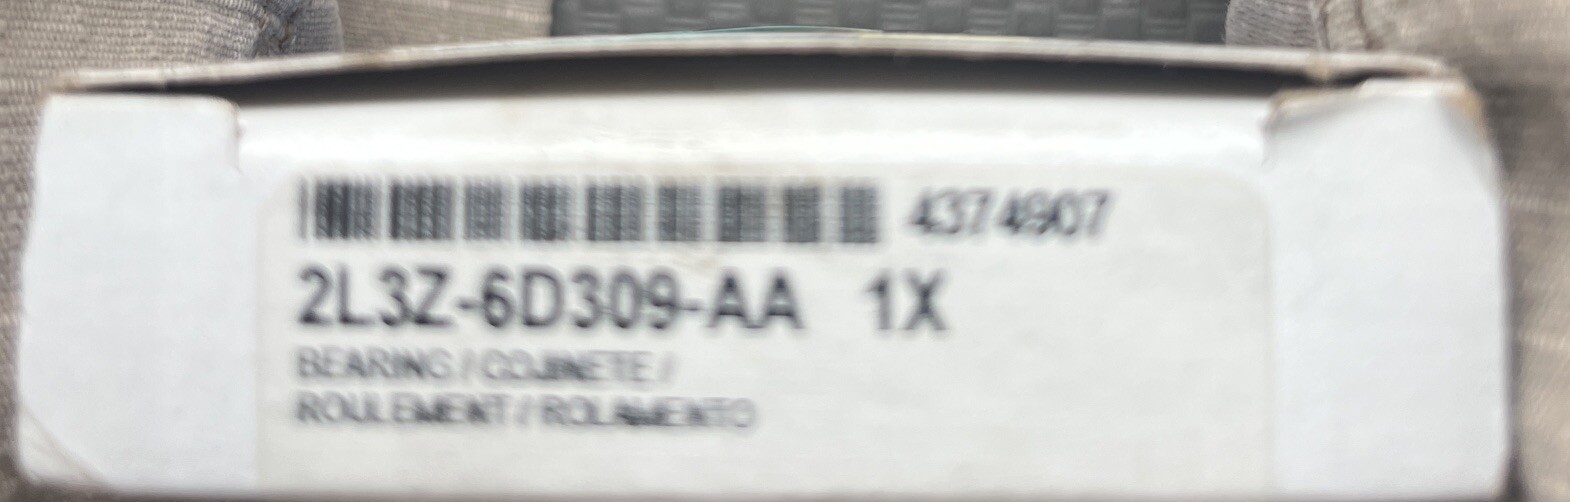 4374907
2L3Z-6D309-AA 1X
BEARING / COJINETE /
ROULEMENT / ROLAMENTO